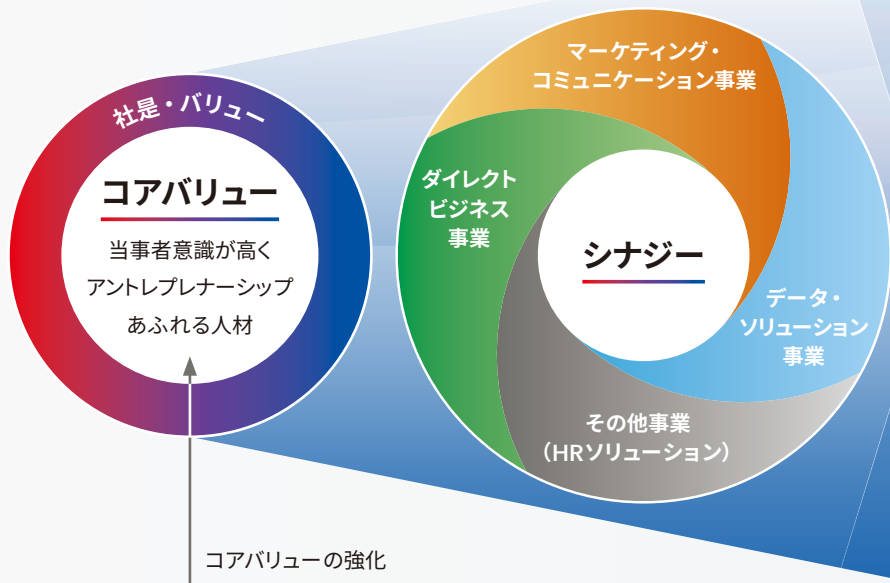 社是・バリュー
コアバリュー
当事者意識が高く
アントレプレナーシップ
あふれる人材
コアバリューの強化
マーケティング・
コミュニケーション事業
ダイレクト
ビジネス
事業
シナジー
データ・
ソリューション
事業
その他事業
（HRソリューション）